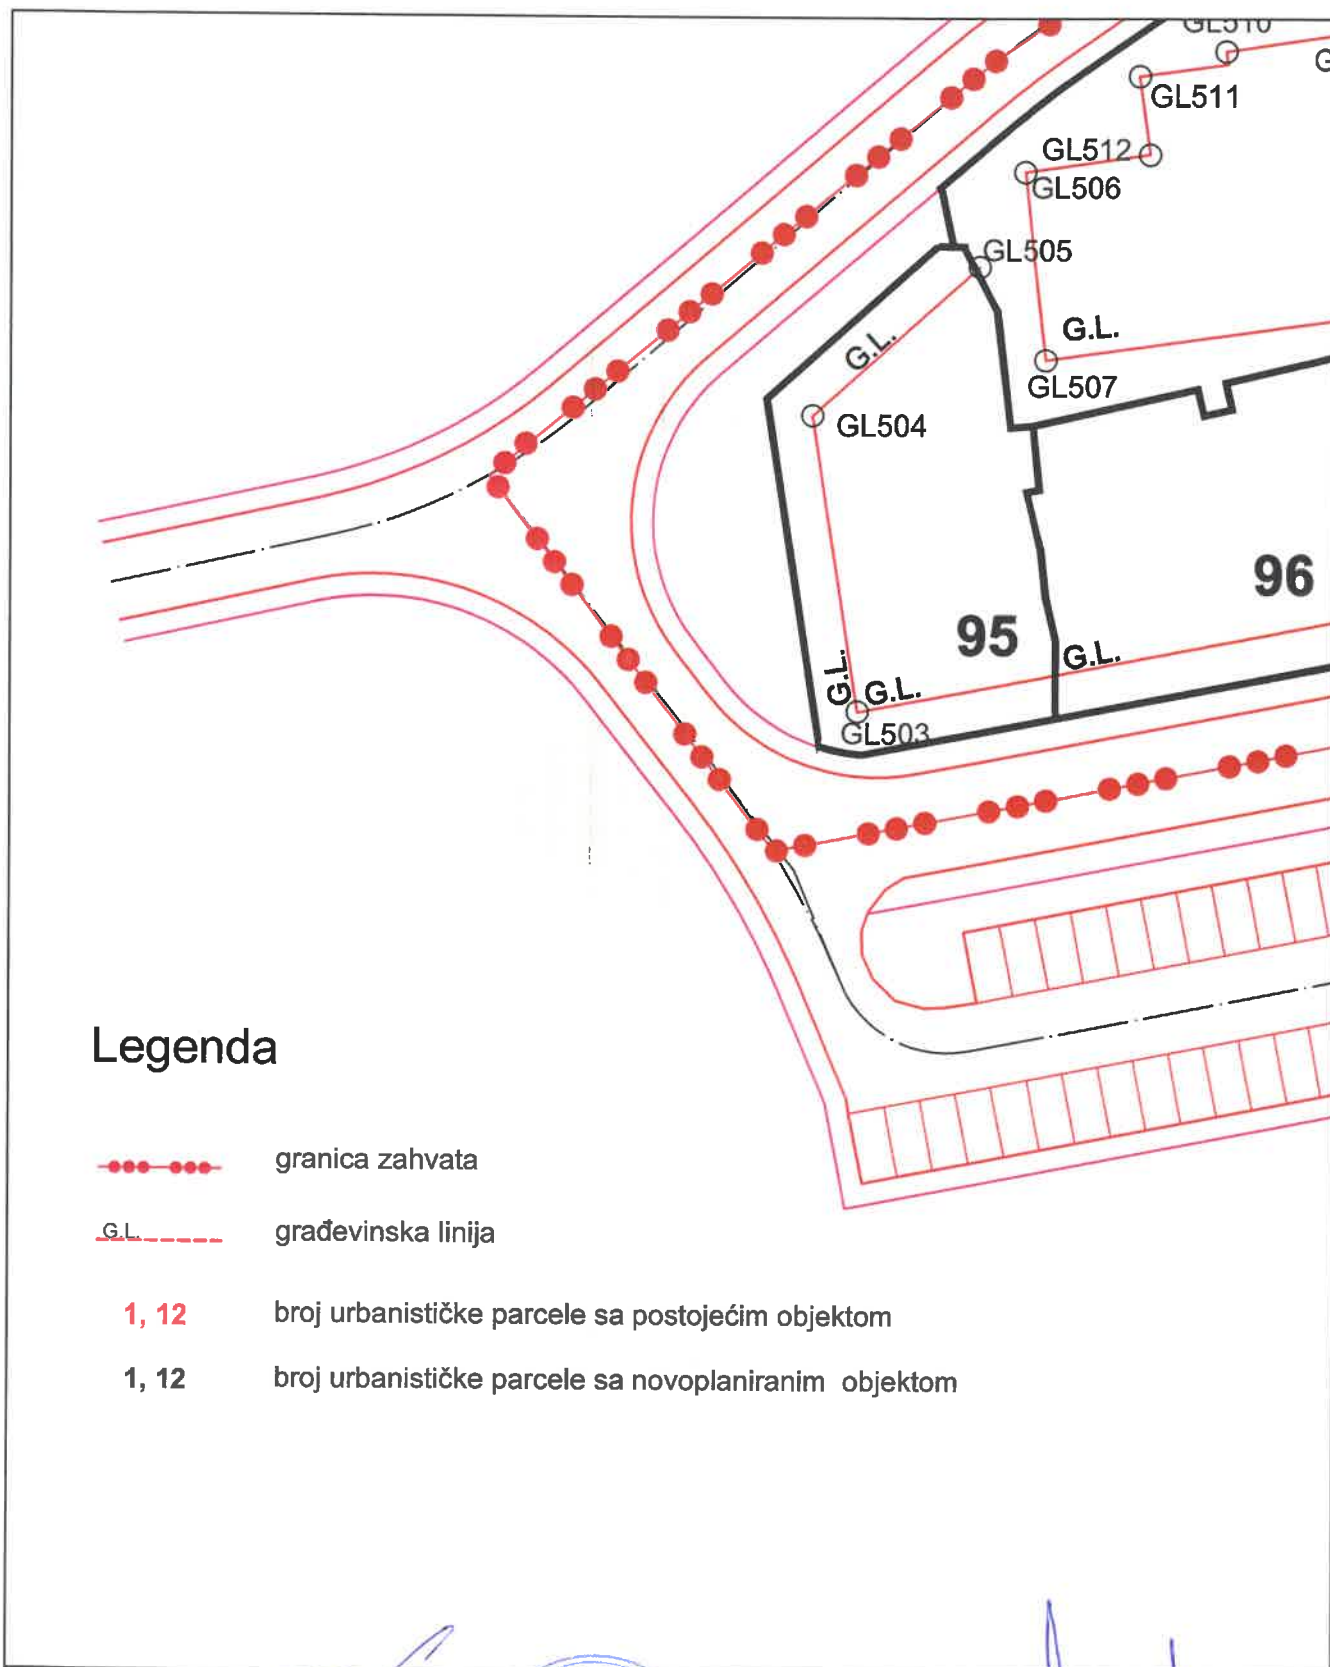 GL510
G
GL511
GL512
GL506
GL505
G.L.
G.L.
GL507
GL504
96
95
G.L.
G.L.
G.L.
GL503
Legenda
granica zahvata
G.L.
građevinska linija
1, 12 broj urbanističke parcele sa postojećim objektom
1, 12 broj urbanističke parcele sa novoplaniranim objektom